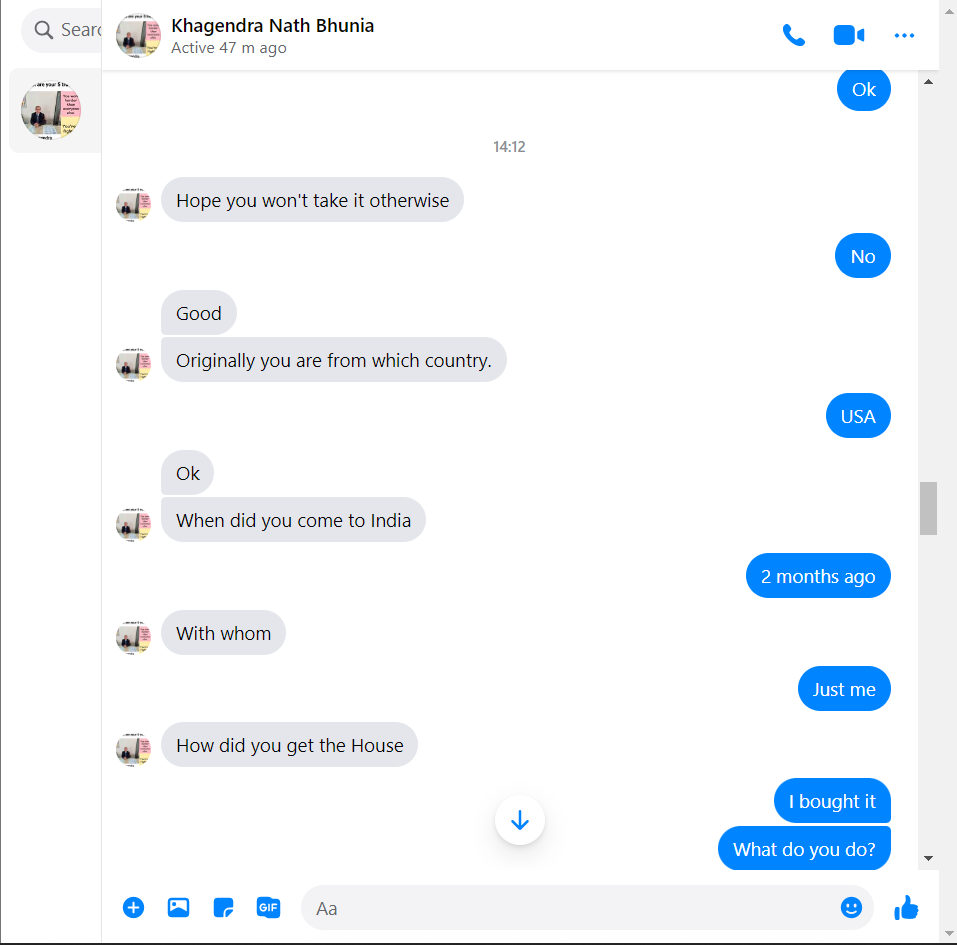 Searc
Khagendra Nath Bhunia
Active 47 m ago
Ok
14:12
Hope you won't take it otherwise
No
Good
Originally you are from which country.
USA
Ok
When did you come to India
2 months ago
With whom
Just me
How did you get the House
I bought it
What do you do?
GIF
Aa